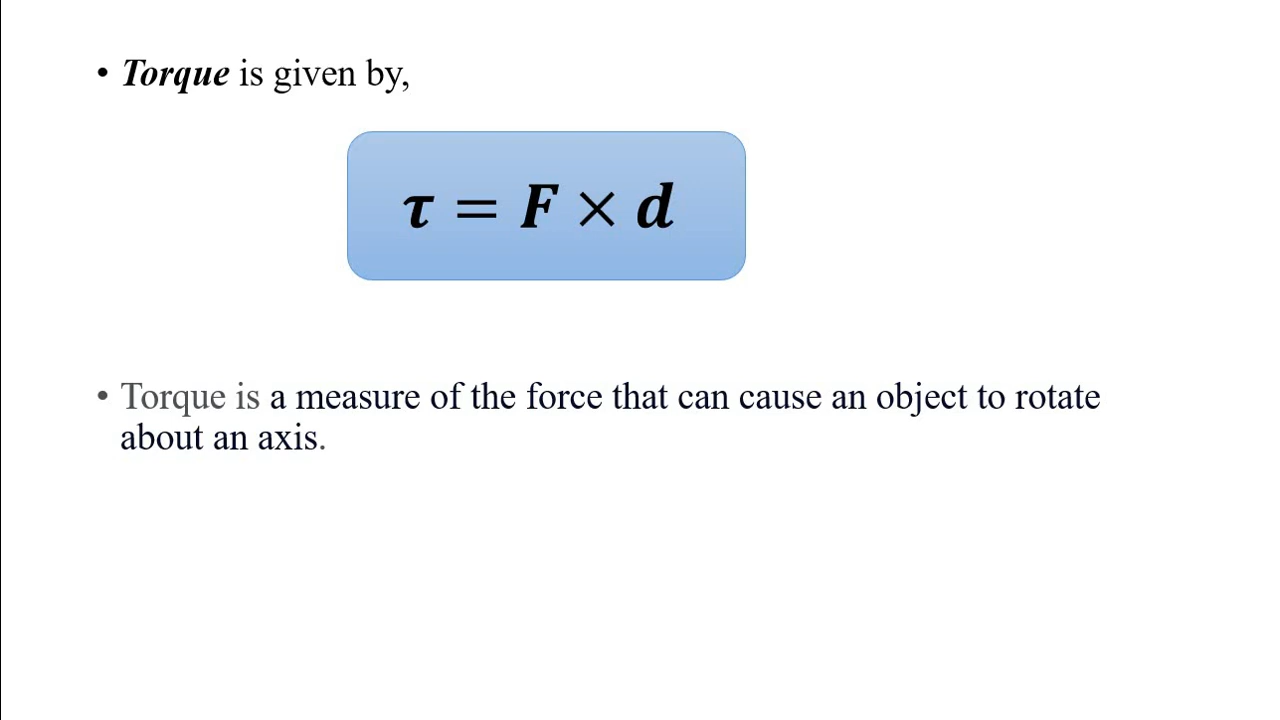 • Torque is given by,
τ = F × d
• Torque is a measure of the force that can cause an object to rotate
about an axis.